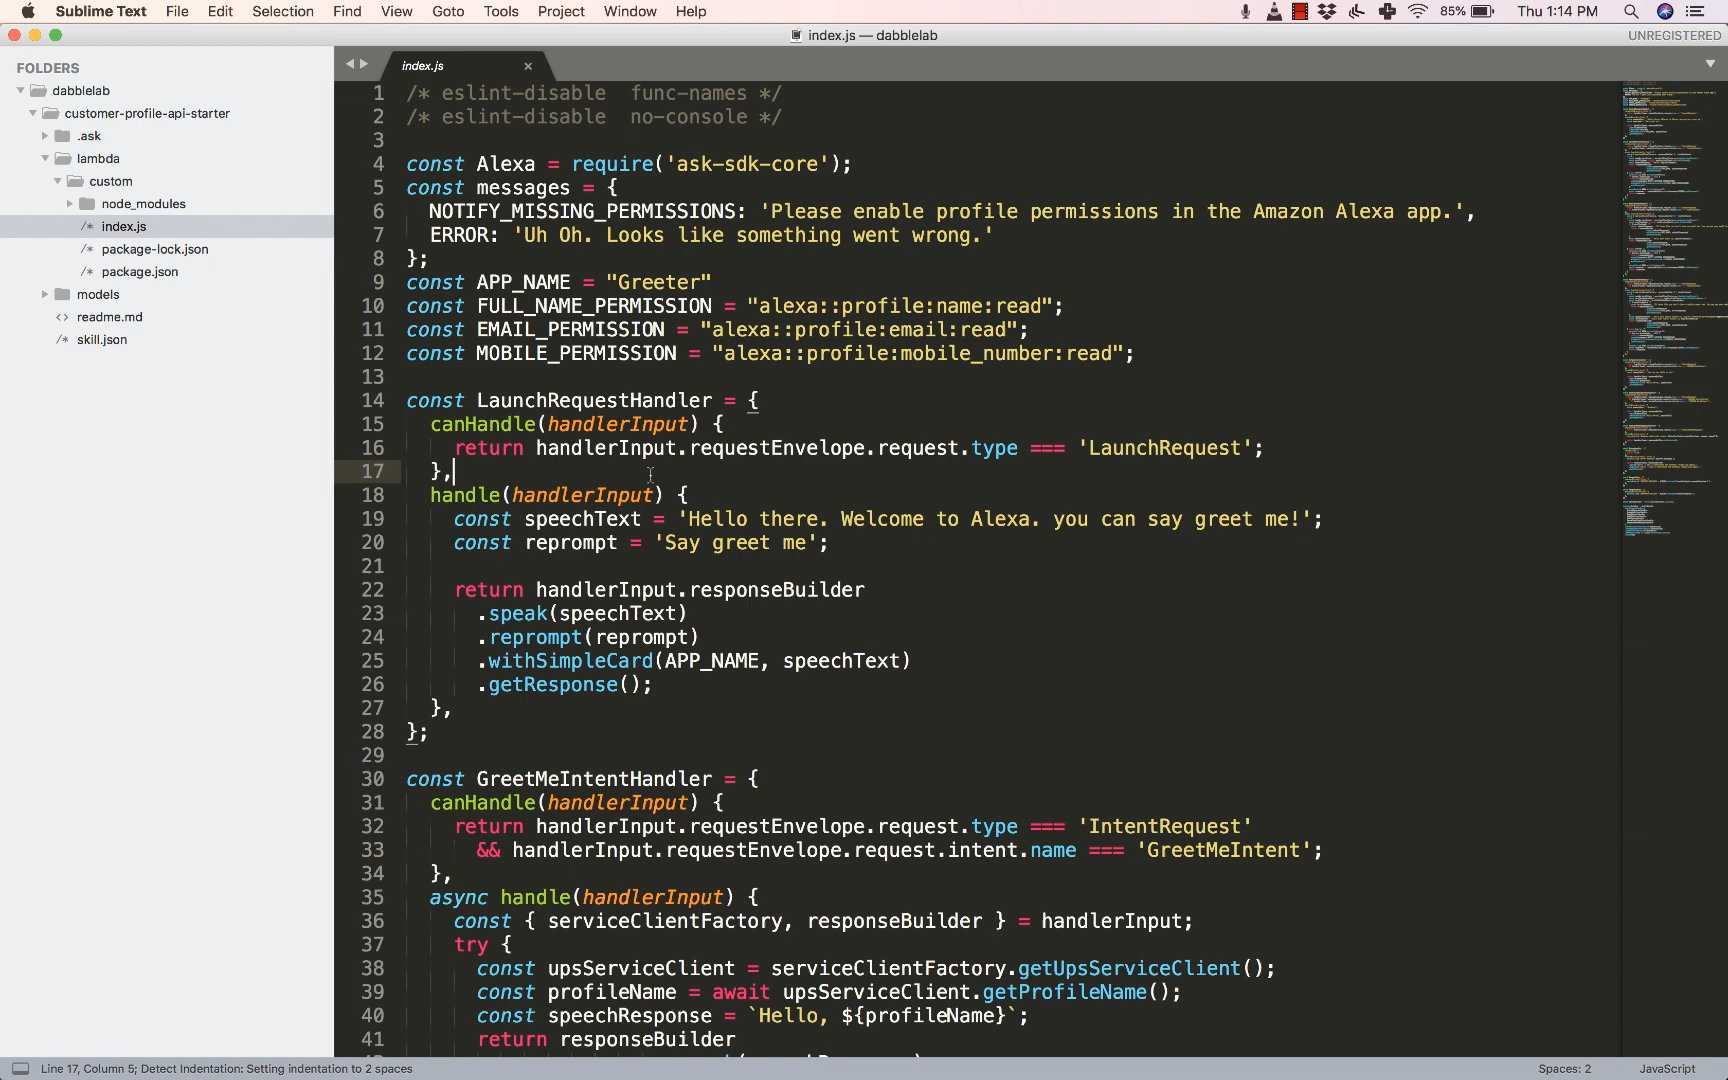 Sublime Text File Edit Selection Find View Goto Tools Project Window Help 85% Thu 1:14 PM
index.js — dabblelab UNREGISTERED
FOLDERS
dabblelab
customer-profile-api-starter
.ask
lambda
custom
node_modules
/* index.js
/* package-lock.json
/* package.json
models
<> readme.md
/* skill.json
index.js ×
1 /* eslint-disable  func-names */
2 /* eslint-disable  no-console */
3
4 const Alexa = require('ask-sdk-core');
5 const messages = {
6   NOTIFY_MISSING_PERMISSIONS: 'Please enable profile permissions in the Amazon Alexa app.',
7   ERROR: 'Uh Oh. Looks like something went wrong.'
8 };
9 const APP_NAME = "Greeter"
10 const FULL_NAME_PERMISSION = "alexa::profile:name:read";
11 const EMAIL_PERMISSION = "alexa::profile:email:read";
12 const MOBILE_PERMISSION = "alexa::profile:mobile_number:read";
13
14 const LaunchRequestHandler = {
15   canHandle(handlerInput) {
16     return handlerInput.requestEnvelope.request.type === 'LaunchRequest';
17   },
18   handle(handlerInput) {
19     const speechText = 'Hello there. Welcome to Alexa. you can say greet me!';
20     const reprompt = 'Say greet me';
21
22     return handlerInput.responseBuilder
23       .speak(speechText)
24       .reprompt(reprompt)
25       .withSimpleCard(APP_NAME, speechText)
26       .getResponse();
27   },
28 };
29
30 const GreetMeIntentHandler = {
31   canHandle(handlerInput) {
32     return handlerInput.requestEnvelope.request.type === 'IntentRequest'
33       && handlerInput.requestEnvelope.request.intent.name === 'GreetMeIntent';
34   },
35   async handle(handlerInput) {
36     const { serviceClientFactory, responseBuilder } = handlerInput;
37     try {
38       const upsServiceClient = serviceClientFactory.getUpsServiceClient();
39       const profileName = await upsServiceClient.getProfileName();
40       const speechResponse = `Hello, ${profileName}`;
41       return responseBuilder
Line 17, Column 5; Detect Indentation: Setting indentation to 2 spaces Spaces: 2 JavaScript